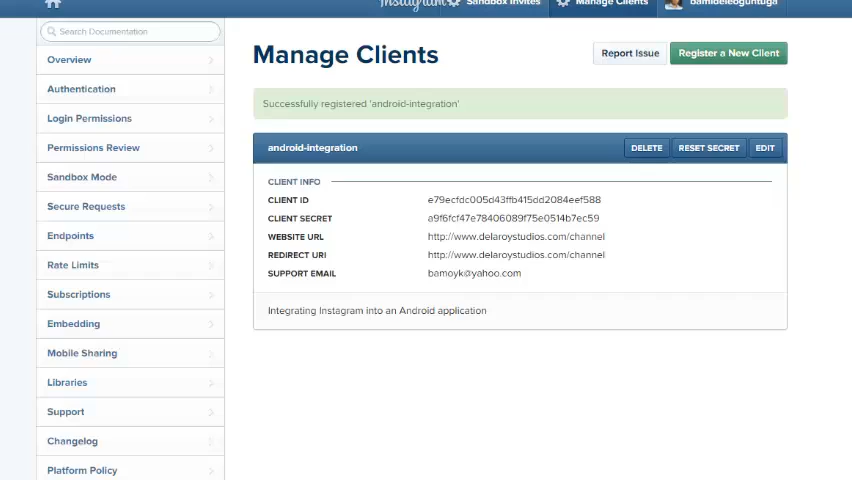 Instagram Sandbox Invites Manage Clients bamideleoguntuga
Search Documentation
Overview
Authentication
Login Permissions
Permissions Review
Sandbox Mode
Secure Requests
Endpoints
Rate Limits
Subscriptions
Embedding
Mobile Sharing
Libraries
Support
Changelog
Platform Policy
Manage Clients
Report Issue
Register a New Client
Successfully registered 'android-integration'
android-integration
DELETE
RESET SECRET
EDIT
CLIENT INFO
CLIENT ID e79ecfdc005d43ffb415dd2084eef588
CLIENT SECRET a9f6fcf47e78406089f75e0514b7ec59
WEBSITE URL http://www.delaroystudios.com/channel
REDIRECT URI http://www.delaroystudios.com/channel
SUPPORT EMAIL bamoyk@yahoo.com
Integrating Instagram into an Android application